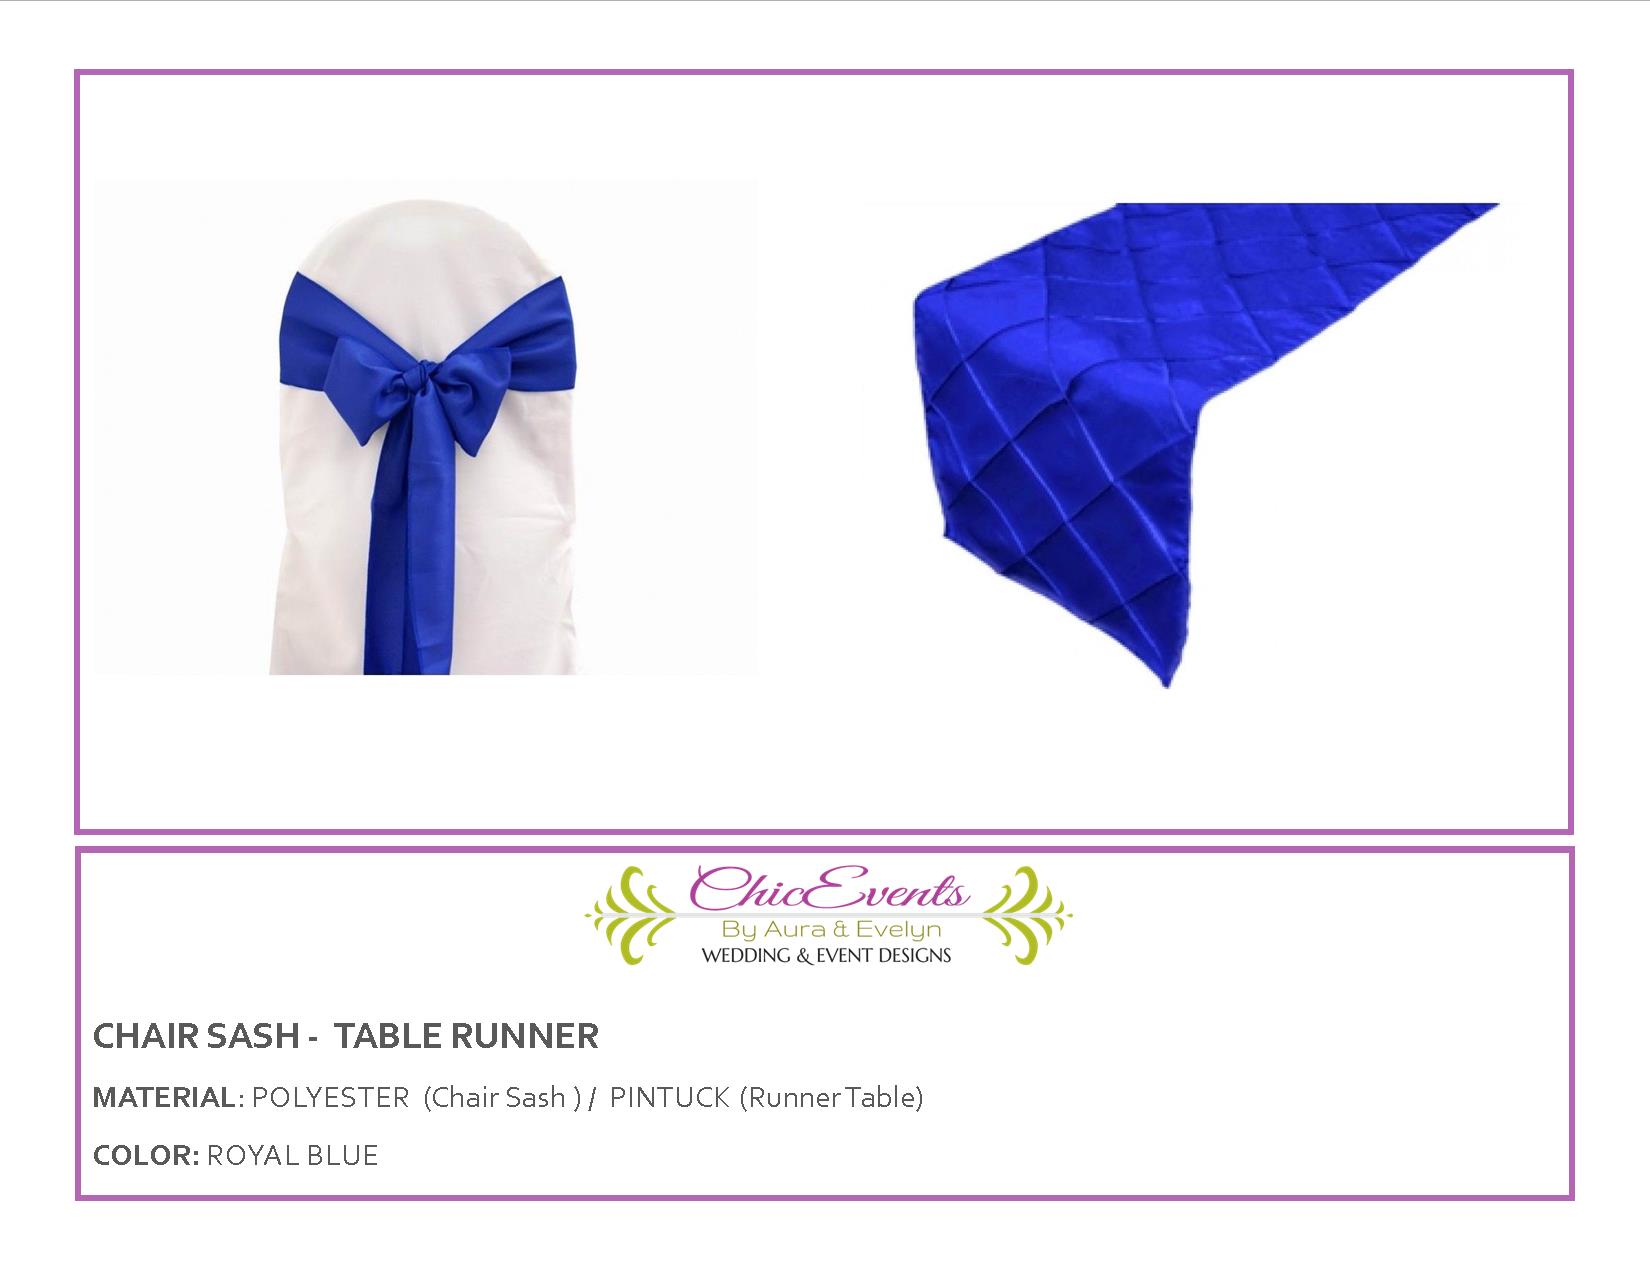 ChicEvents
By Aura & Evelyn
WEDDING & EVENT DESIGNS
CHAIR SASH - TABLE RUNNER
MATERIAL: POLYESTER (Chair Sash ) / PINTUCK (Runner Table)
COLOR: ROYAL BLUE